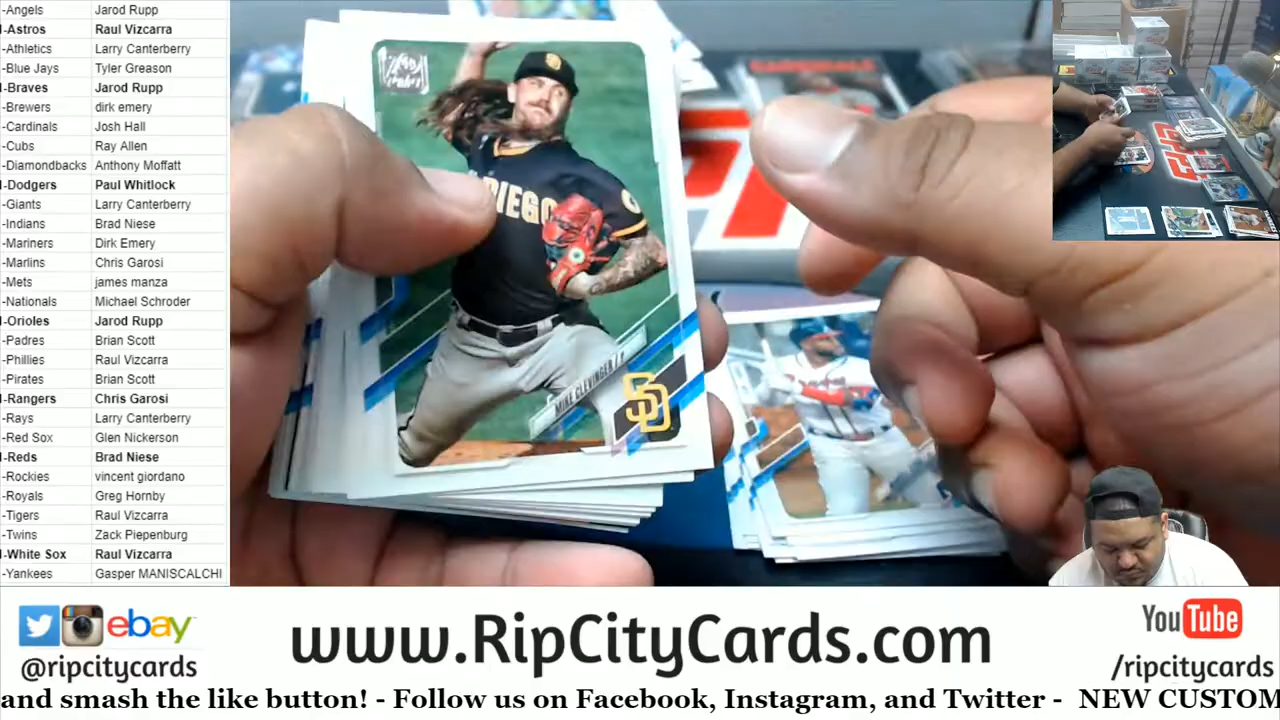 -Angels Jarod Rupp
-Astros Raul Vizcarra
-Athletics Larry Canterberry
-Blue Jays Tyler Greason
-Braves Jarod Rupp
-Brewers dirk emery
-Cardinals Josh Hall
-Cubs Ray Allen
-Diamondbacks Anthony Moffatt
-Dodgers Paul Whitlock
-Giants Larry Canterberry
-Indians Brad Niese
-Mariners Dirk Emery
-Marlins Chris Garosi
-Mets james manza
-Nationals Michael Schroder
-Orioles Jarod Rupp
-Padres Brian Scott
-Phillies Raul Vizcarra
-Pirates Brian Scott
-Rangers Chris Garosi
-Rays Larry Canterberry
-Red Sox Glen Nickerson
-Reds Brad Niese
-Rockies vincent giordano
-Royals Greg Hornby
-Tigers Raul Vizcarra
-Twins Zack Piepenburg
-White Sox Raul Vizcarra
-Yankees Gasper MANISCALCHI
SD
DIEGO
MIKE CLEVINGER
SD
ebay
@ripcitycards
www.RipCityCards.com
YouTube
/ripcitycards
and smash the like button! - Follow us on Facebook, Instagram, and Twitter - NEW CUSTOM